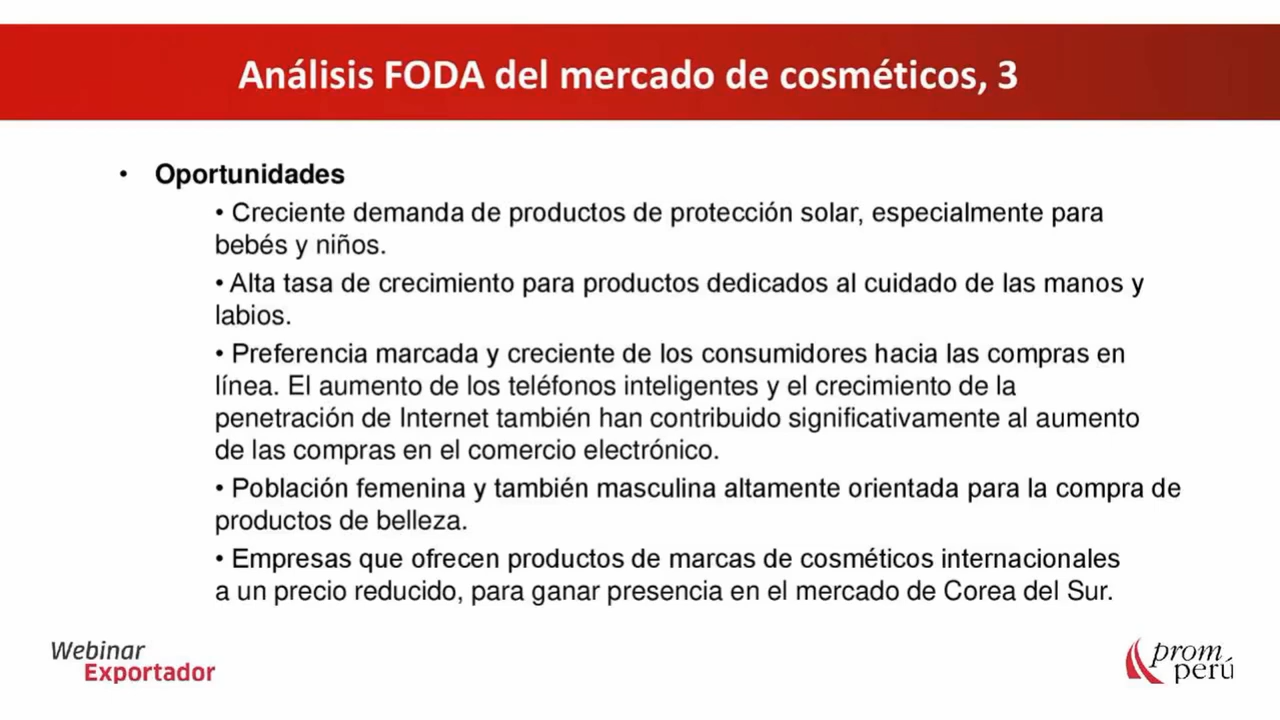 Análisis FODA del mercado de cosméticos, 3
• Oportunidades
• Creciente demanda de productos de protección solar, especialmente para
bebés y niños.
• Alta tasa de crecimiento para productos dedicados al cuidado de las manos y
labios.
• Preferencia marcada y creciente de los consumidores hacia las compras en
línea. El aumento de los teléfonos inteligentes y el crecimiento de la
penetración de Internet también han contribuido significativamente al aumento
de las compras en el comercio electrónico.
• Población femenina y también masculina altamente orientada para la compra de
productos de belleza.
• Empresas que ofrecen productos de marcas de cosméticos internacionales
a un precio reducido, para ganar presencia en el mercado de Corea del Sur.
Webinar
Exportador
prom
perú